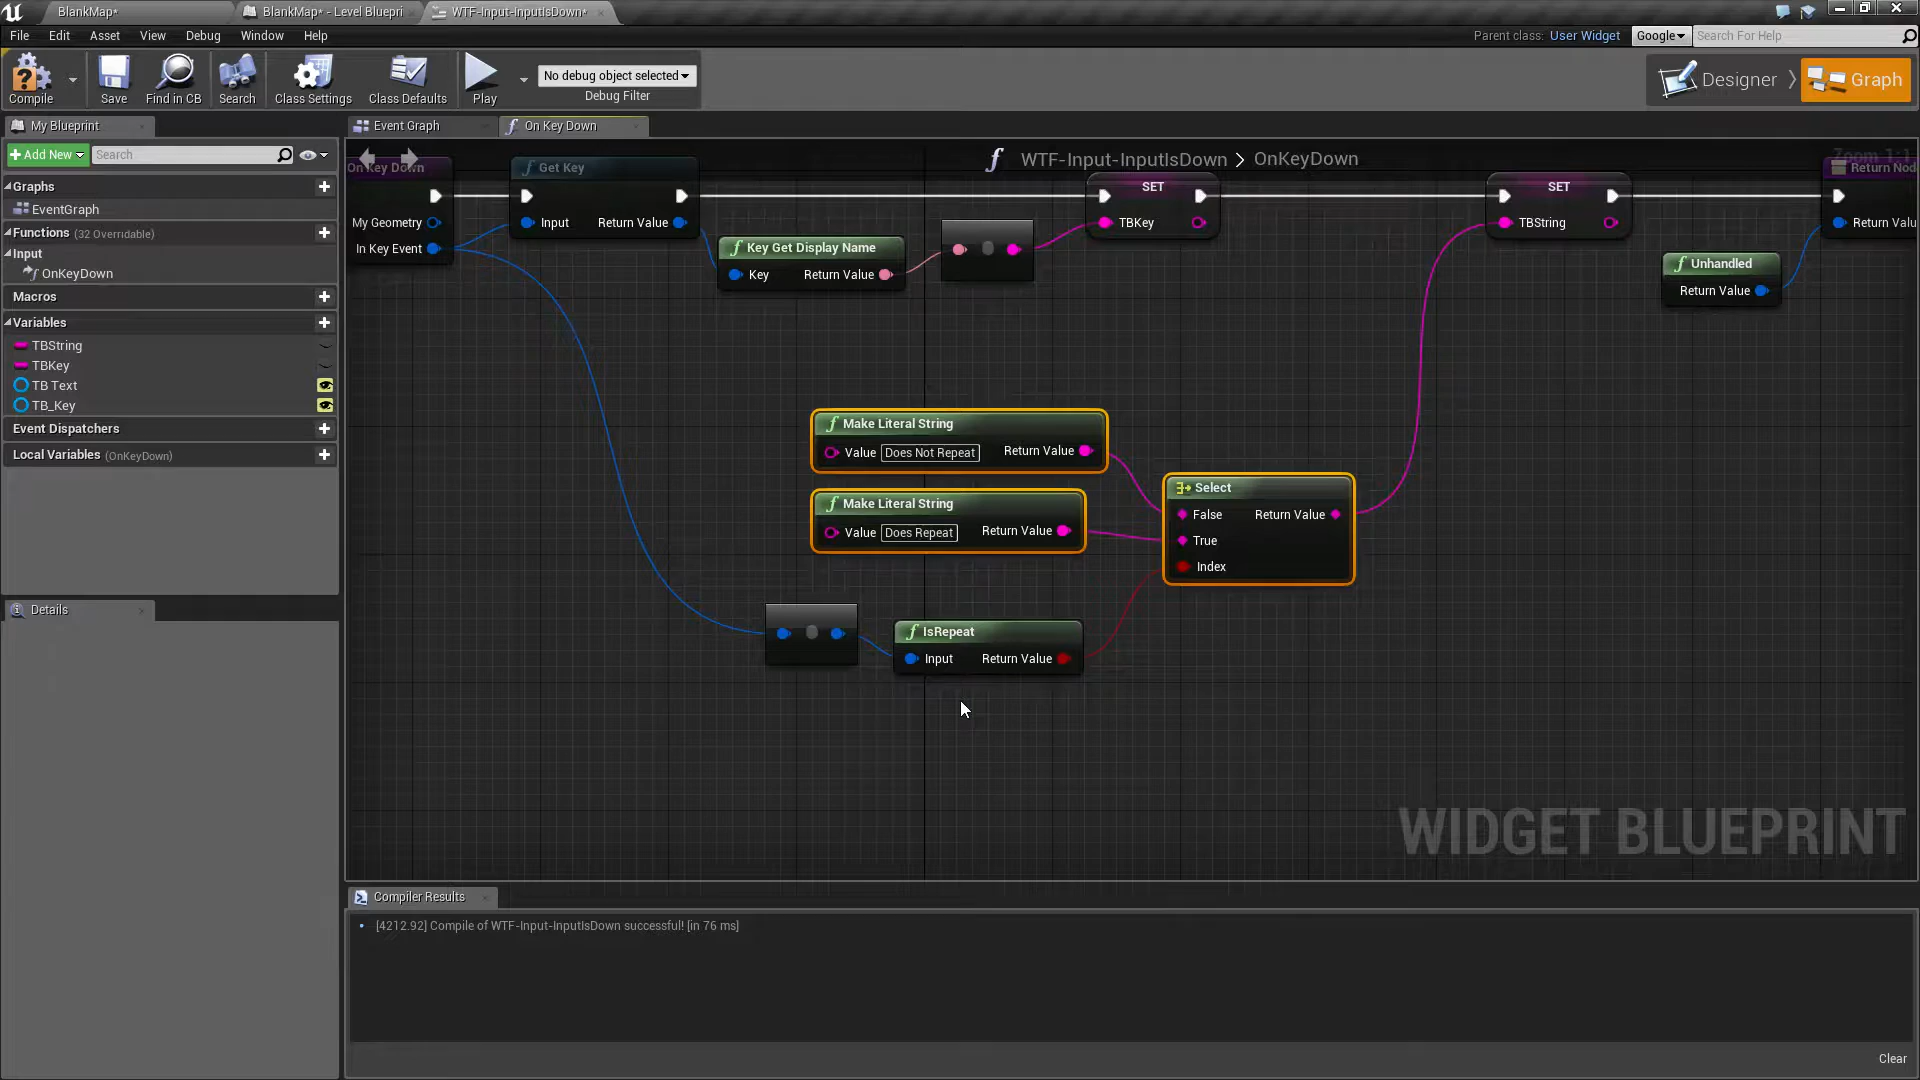 BlankMap*
BlankMap* - Level Bluepri
WTF-Input-InputIsDown*
File Edit Asset View Debug Window Help
Parent class: User Widget Google Search For Help
Compile Save Find in CB Search Class Settings Class Defaults Play
No debug object selected
Debug Filter
Designer Graph
My Blueprint
Add New Search
Graphs
EventGraph
Functions (32 Overridable)
Input
OnKeyDown
Macros
Variables
TBString
TBKey
TB Text
TB_Key
Event Dispatchers
Local Variables (OnKeyDown)
Details
Event Graph
On Key Down
WTF-Input-InputIsDown > OnKeyDown
Zoom 1:1
On Key Down
My Geometry
In Key Event
Get Key
Input Return Value
Key Get Display Name
Key Return Value
SET
TBKey
SET
TBString
Return Nod
Return Valu
Unhandled
Return Value
Make Literal String
Value Does Not Repeat Return Value
Make Literal String
Value Does Repeat Return Value
Select
False Return Value
True
Index
IsRepeat
Input Return Value
WIDGET BLUEPRINT
Compiler Results
• [4212.92] Compile of WTF-Input-InputIsDown successful! [in 76 ms]
Clear